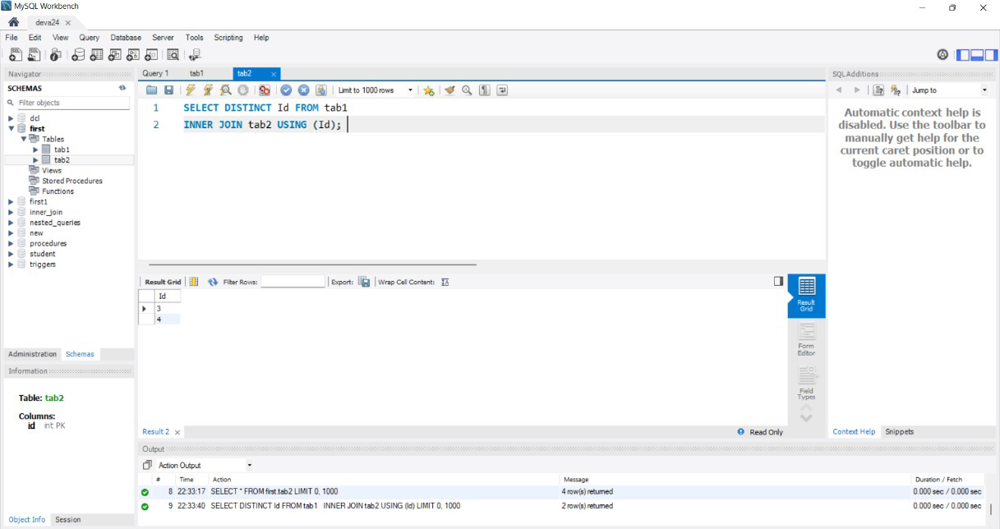 MySQL Workbench
deva24
File Edit View Query Database Server Tools Scripting Help
Navigator
SCHEMAS
Filter objects
dcl
first
Tables
tab1
tab2
Views
Stored Procedures
Functions
first1
inner_join
nested_queries
new
procedures
student
triggers
Administration Schemas
Information
Table: tab2
Columns:
id int PK
Object Info Session
Query 1 tab1 tab2
Limit to 1000 rows
1 SELECT DISTINCT Id FROM tab1
2 INNER JOIN tab2 USING (Id);
Result Grid Filter Rows: Export: Wrap Cell Content:
Id
3
4
Result Grid
Form Editor
Field Types
Result 2 Read Only
Output
Action Output
# Time Action Message Duration / Fetch
8 22:33:17 SELECT * FROM first.tab2 LIMIT 0, 1000 4 row(s) returned 0.000 sec / 0.000 sec
9 22:33:40 SELECT DISTINCT Id FROM tab1 INNER JOIN tab2 USING (Id) LIMIT 0, 1000 2 row(s) returned 0.000 sec / 0.000 sec
SQLAdditions
Jump to
Automatic context help is
disabled. Use the toolbar to
manually get help for the
current caret position or to
toggle automatic help.
Context Help Snippets